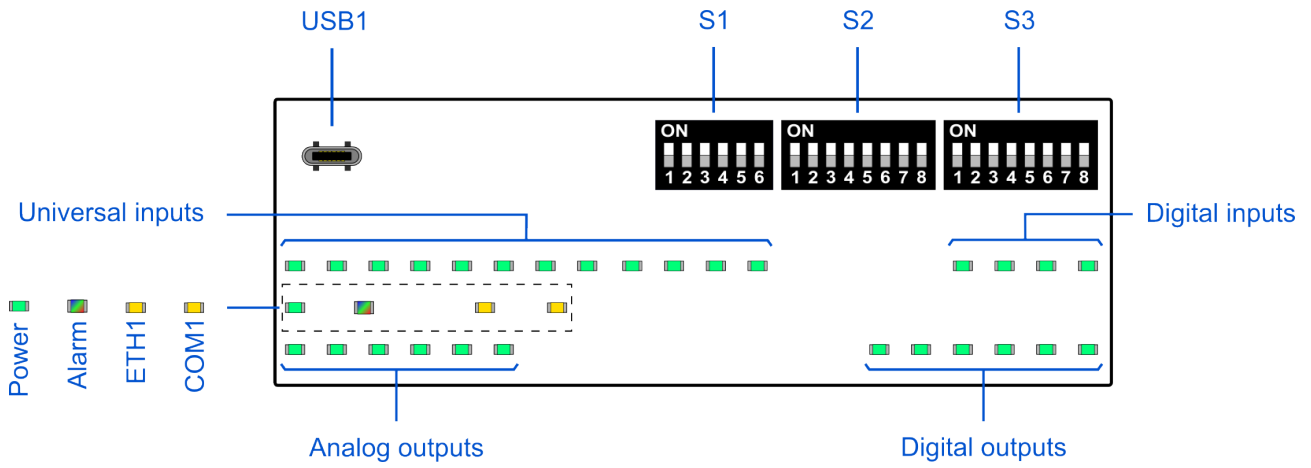 USB1
S1
S2
S3
ON
ON
ON
1 2 3 4 5 6
1 2 3 4 5 6 7 8
1 2 3 4 5 6 7 8
Universal inputs
Digital inputs
Power
Alarm
ETH1
COM1
Analog outputs
Digital outputs